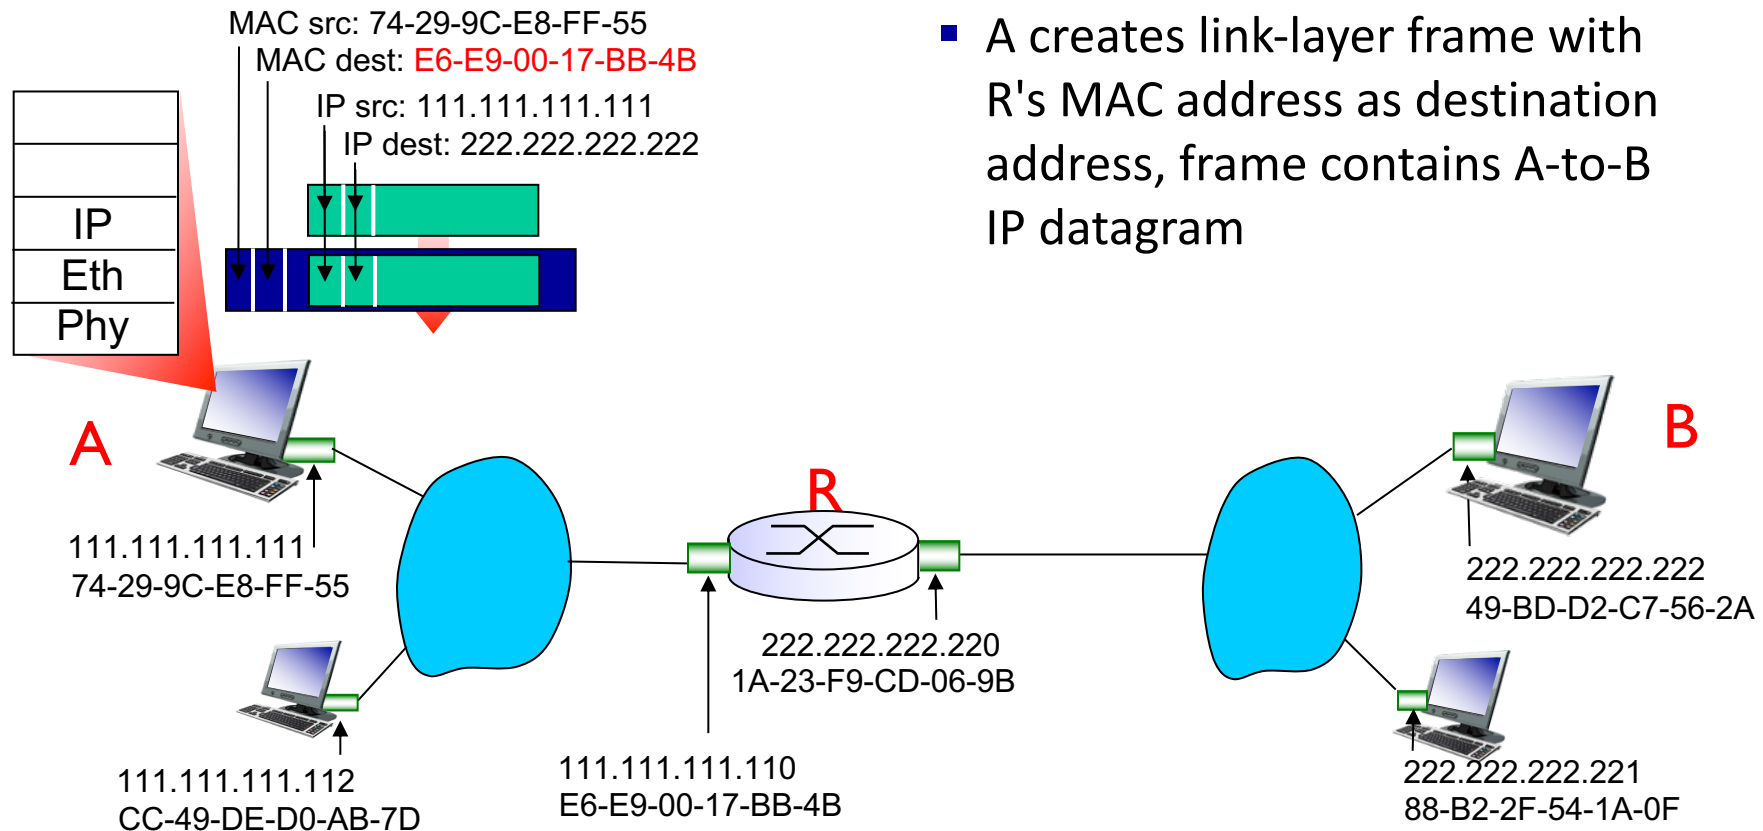 MAC src: 74-29-9C-E8-FF-55
MAC dest: E6-E9-00-17-BB-4B
IP src: 111.111.111.111
IP dest: 222.222.222.222
IP
Eth
Phy
▪ A creates link-layer frame with
R's MAC address as destination
address, frame contains A-to-B
IP datagram
A
111.111.111.111
74-29-9C-E8-FF-55
111.111.111.112
CC-49-DE-D0-AB-7D
R
111.111.111.110
E6-E9-00-17-BB-4B
222.222.222.220
1A-23-F9-CD-06-9B
B
222.222.222.222
49-BD-D2-C7-56-2A
222.222.222.221
88-B2-2F-54-1A-0F